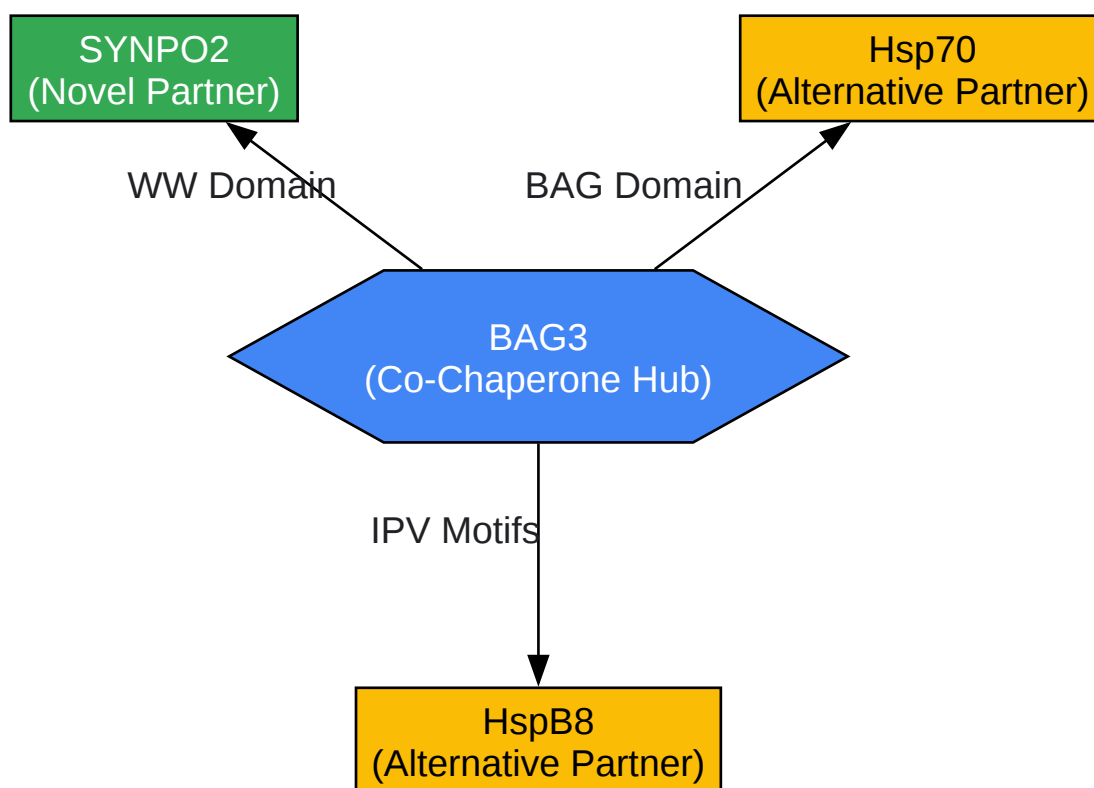 SYNPO2
(Novel Partner)
Hsp70
(Alternative Partner)
WW Domain
BAG Domain
BAG3
(Co-Chaperone Hub)
IPV Motifs
HspB8
(Alternative Partner)